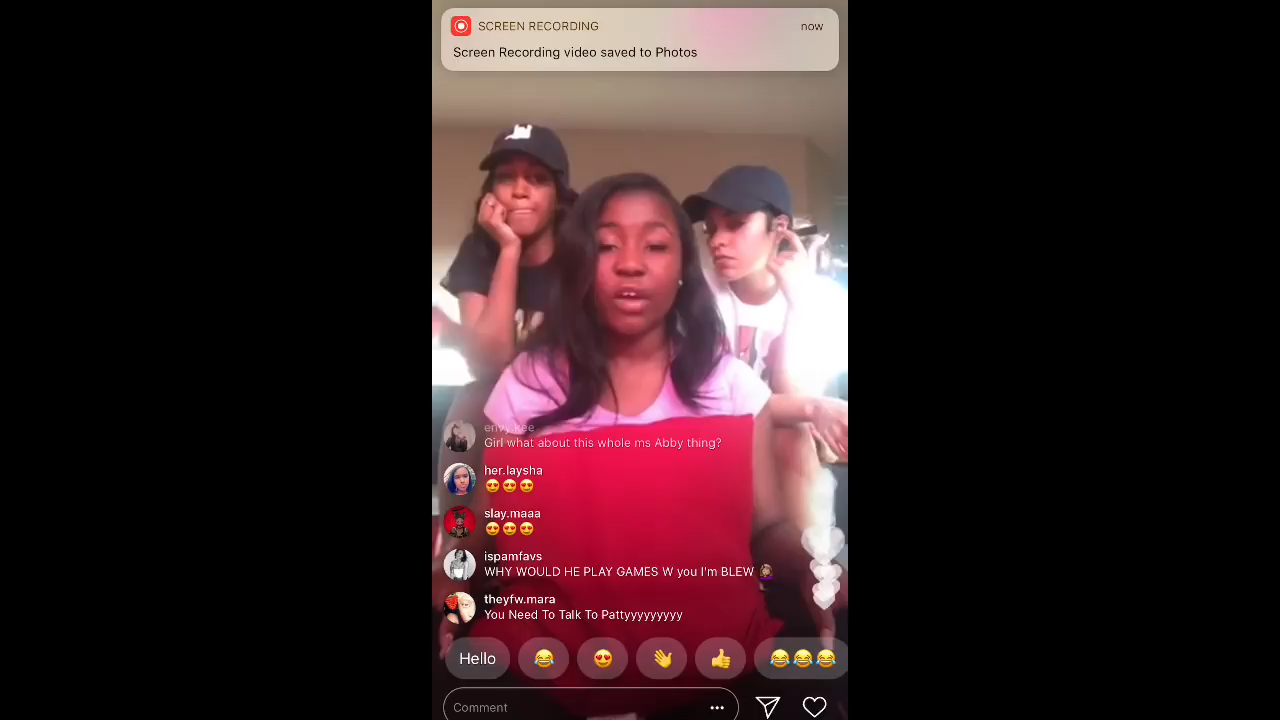 SCREEN RECORDING now
Screen Recording video saved to Photos
envy.kee
Girl what about this whole ms Abby thing?
her.laysha
😍😍😍
slay.maaa
😍😍😍
ispamfavs
WHY WOULD HE PLAY GAMES W you I'm BLEW 🤦🏽‍♀️
theyfw.mara
You Need To Talk To Pattyyyyyyyyy
Hello 😂 😍 👋 👍 😂😂😂
Comment